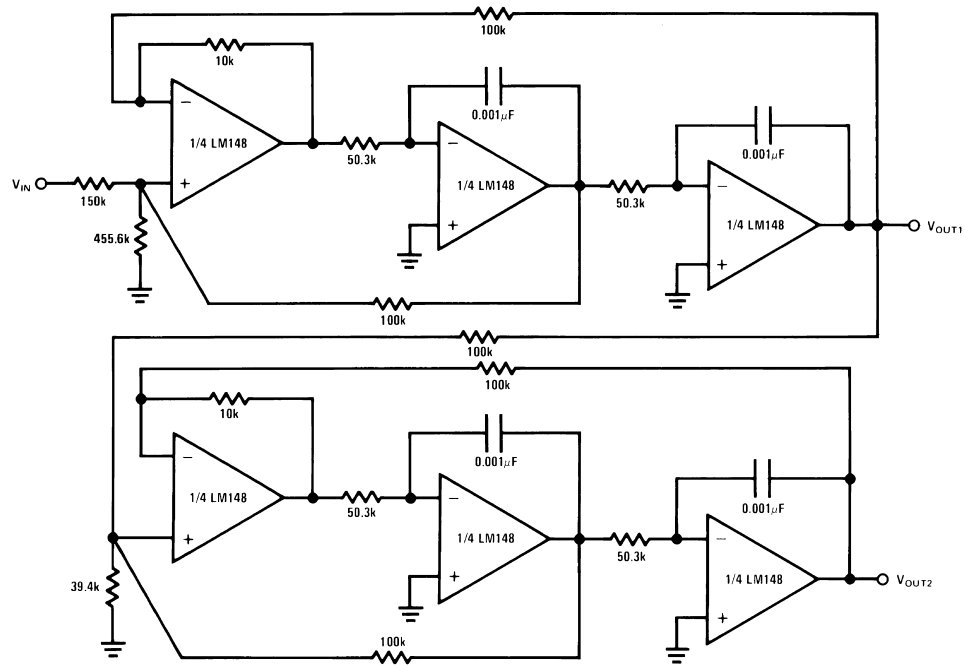 100k
10k
−
1/4 LM148
+
V_IN
150k
455.6k
50.3k
0.001μF
−
1/4 LM148
+
50.3k
0.001μF
−
1/4 LM148
+
V_OUT1
100k
100k
100k
10k
−
1/4 LM148
+
39.4k
50.3k
0.001μF
−
1/4 LM148
+
50.3k
0.001μF
−
1/4 LM148
+
V_OUT2
100k